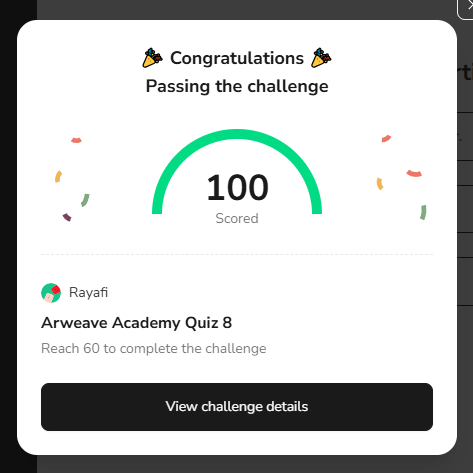 Congratulations
Passing the challenge
100
Scored
Rayafi
Arweave Academy Quiz 8
Reach 60 to complete the challenge
View challenge details